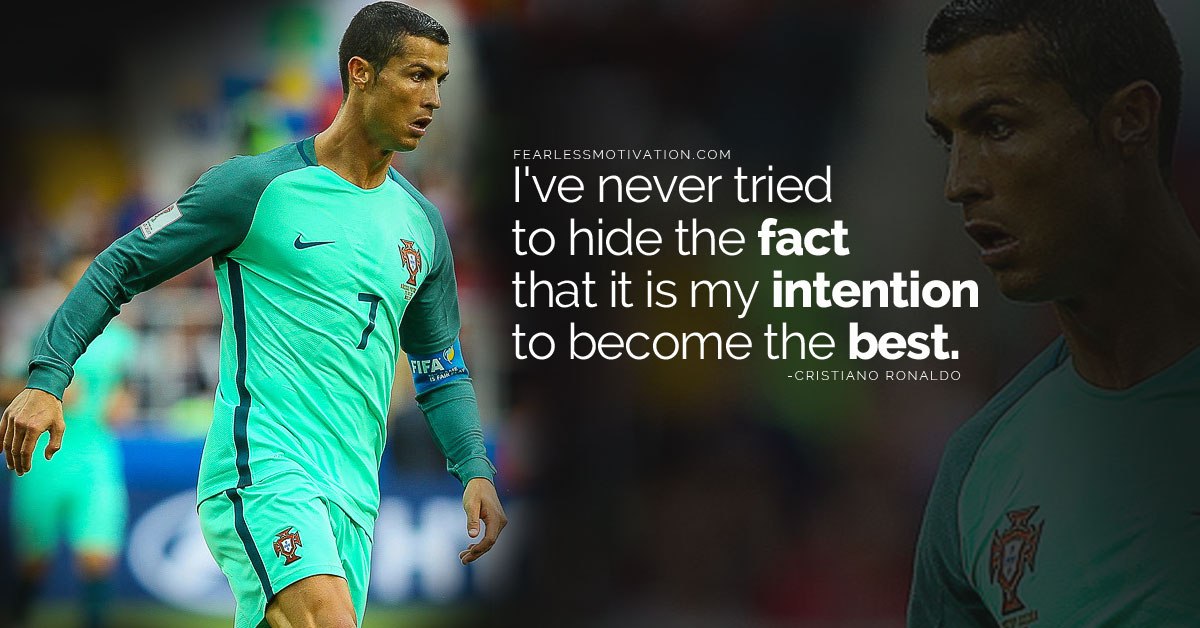 FEARLESSMOTIVATION.COM
I've never tried
to hide the fact
that it is my intention
to become the best.
-CRISTIANO RONALDO
7
FIFA